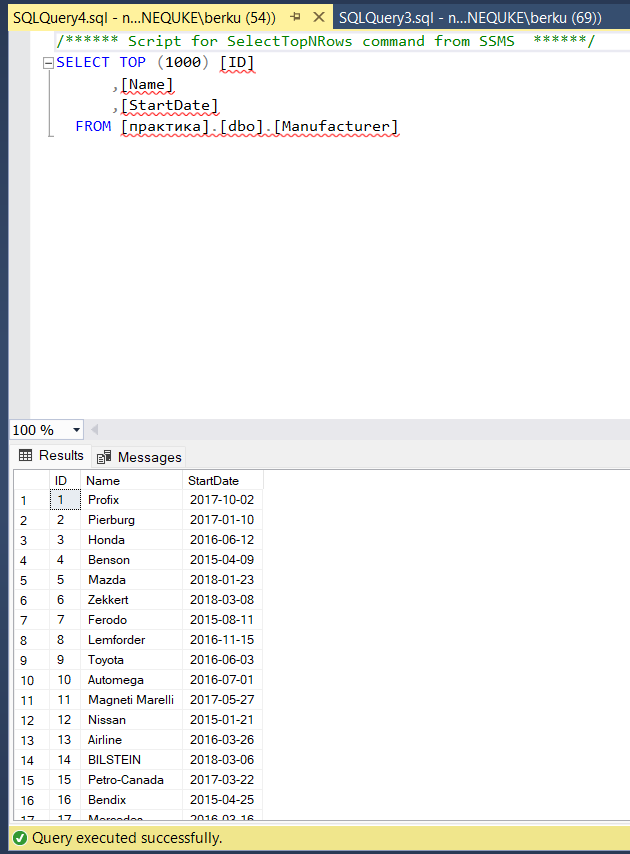 SQLQuery4.sql - n...NEQUKE\berku (54)) SQLQuery3.sql - n...NEQUKE\berku (69))
/****** Script for SelectTopNRows command from SSMS  ******/
SELECT TOP (1000) [ID]
,[Name]
,[StartDate]
FROM [практика].[dbo].[Manufacturer]
100 %
Results Messages
ID Name StartDate
1 1 Profix 2017-10-02
2 2 Pierburg 2017-01-10
3 3 Honda 2016-06-12
4 4 Benson 2015-04-09
5 5 Mazda 2018-01-23
6 6 Zekkert 2018-03-08
7 7 Ferodo 2015-08-11
8 8 Lemforder 2016-11-15
9 9 Toyota 2016-06-03
10 10 Automega 2016-07-01
11 11 Magneti Marelli 2017-05-27
12 12 Nissan 2015-01-21
13 13 Airline 2016-03-26
14 14 BILSTEIN 2018-03-06
15 15 Petro-Canada 2017-03-22
16 16 Bendix 2015-04-25
17 17 Mercedes 2016-03-16
Query executed successfully.